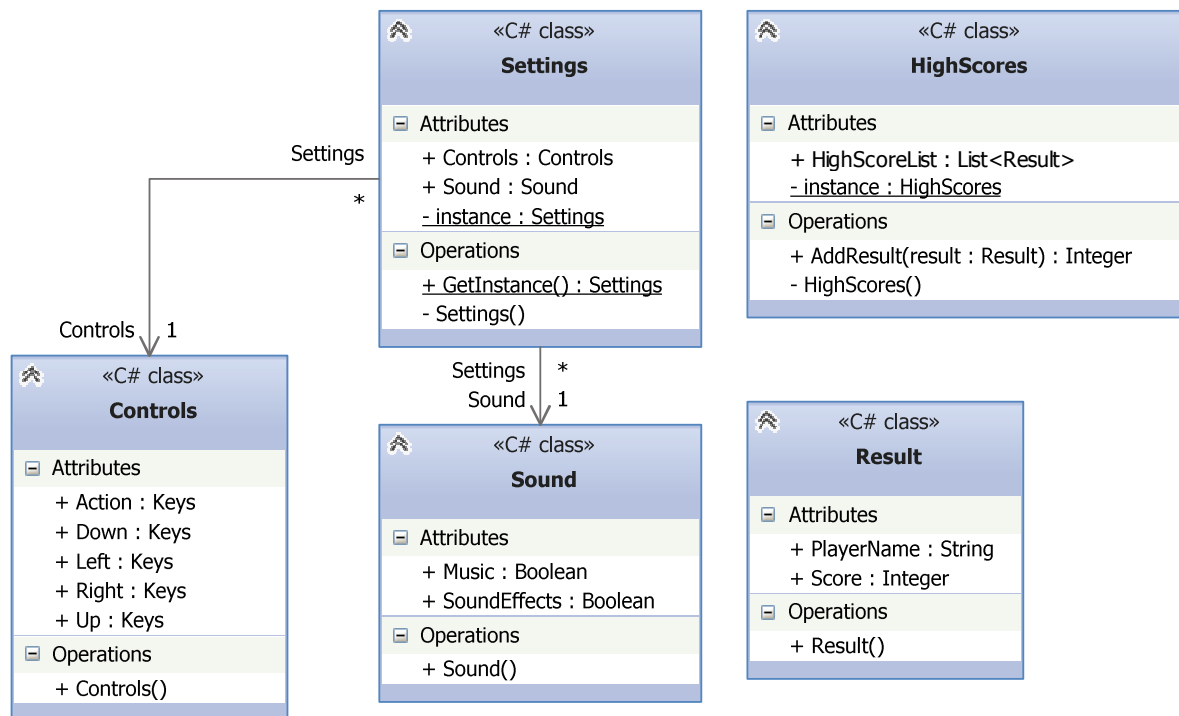 «C# class»
Settings
Attributes
+ Controls : Controls
+ Sound : Sound
- instance : Settings
Operations
+ GetInstance() : Settings
- Settings()
«C# class»
HighScores
Attributes
+ HighScoreList : List<Result>
- instance : HighScores
Operations
+ AddResult(result : Result) : Integer
- HighScores()
Settings
*
Controls
1
«C# class»
Controls
Attributes
+ Action : Keys
+ Down : Keys
+ Left : Keys
+ Right : Keys
+ Up : Keys
Operations
+ Controls()
Settings
*
Sound
1
«C# class»
Sound
Attributes
+ Music : Boolean
+ SoundEffects : Boolean
Operations
+ Sound()
«C# class»
Result
Attributes
+ PlayerName : String
+ Score : Integer
Operations
+ Result()